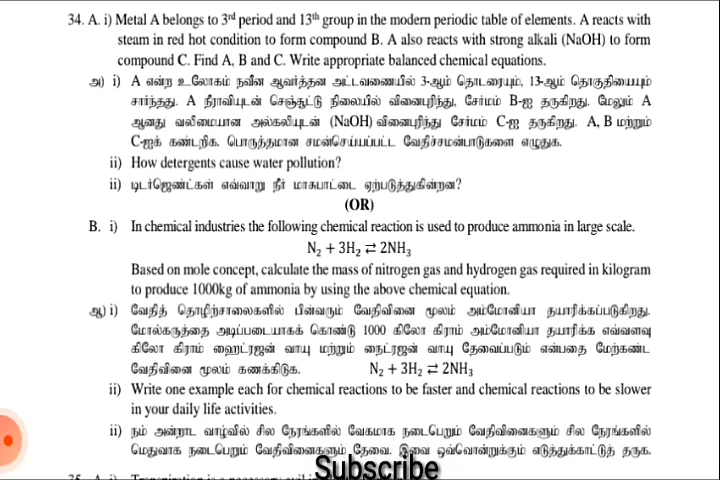 34. A. i) Metal A belongs to 3rd period and 13th group in the modern periodic table of elements. A reacts with
steam in red hot condition to form compound B. A also reacts with strong alkali (NaOH) to form
compound C. Find A, B and C. Write appropriate balanced chemical equations.
அ) i) A என்ற உலோகம் நவீன ஆவர்த்தன அட்டவணையில் 3-ஆம் தொடரையும், 13-ஆம் தொகுதியையும்
சார்ந்தது. A நீராவியுடன் செஞ்சூட்டு நிலையில் வினைபுரிந்து, சேர்மம் B-ஐ தருகிறது. மேலும் A
ஆனது வலிமையான அல்கலியுடன் (NaOH) வினைபுரிந்து சேர்மம் C-ஐ தருகிறது. A, B மற்றும்
C-ஐக் கண்டறிக. பொருத்தமான சமன்செய்யப்பட்ட வேதிச்சமன்பாடுகளை எழுதுக.
ii) How detergents cause water pollution?
ii) டிடர்ஜெண்ட்கள் எவ்வாறு நீர் மாசுபாட்டை ஏற்படுத்துகின்றன?
(OR)
B. i) In chemical industries the following chemical reaction is used to produce ammonia in large scale.
N₂ + 3H₂ ⇌ 2NH₃
Based on mole concept, calculate the mass of nitrogen gas and hydrogen gas required in kilogram
to produce 1000kg of ammonia by using the above chemical equation.
ஆ) i) வேதித் தொழிற்சாலைகளில் பின்வரும் வேதிவினை மூலம் அம்மோனியா தயாரிக்கப்படுகிறது.
மோல்கருத்தை அடிப்படையாகக் கொண்டு 1000 கிலோ கிராம் அம்மோனியா தயாரிக்க எவ்வளவு
கிலோ கிராம் ஹைட்ரஜன் வாயு மற்றும் நைட்ரஜன் வாயு தேவைப்படும் என்பதை மேற்கண்ட
வேதிவினை மூலம் கணக்கிடுக. N₂ + 3H₂ ⇌ 2NH₃
ii) Write one example each for chemical reactions to be faster and chemical reactions to be slower
in your daily life activities.
ii) நம் அன்றாட வாழ்வில் சில நேரங்களில் வேகமாக நடைபெறும் வேதிவினைகளும் சில நேரங்களில்
மெதுவாக நடைபெறும் வேதிவினைகளும் தேவை. இவை ஒவ்வொன்றுக்கும் எடுத்துக்காட்டுத் தருக.
Subscribe